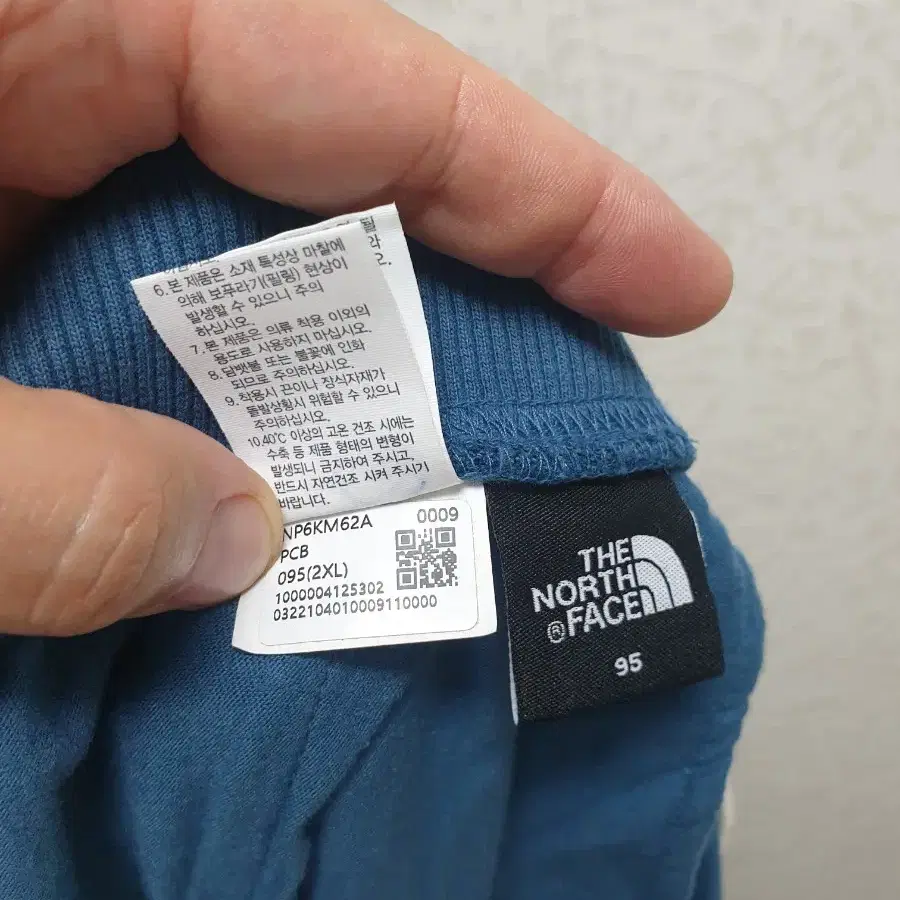 6.본 제품은 소재 특성상 마찰에
의해 보푸라기(필링) 현상이
발생할 수 있으니 주의
하십시오.
7.본 제품은 의류 착용 이외의
용도로 사용하지 마십시오.
8.담뱃불 또는 불꽃에 인화
되므로 주의하십시오.
9.착용시 끈이나 장식자재가
돌발상황시 위험할 수 있으니
주의하십시오.
10.40℃ 이상의 고온 건조 시에는
수축 등 제품 형태의 변형이
발생되니 금지하여 주시고,
반드시 자연건조 시켜 주시기
바랍니다.
NP6KM62A 0009
PCB
095(2XL)
1000004125302
0322104010009110000
THE
NORTH
®FACE
95